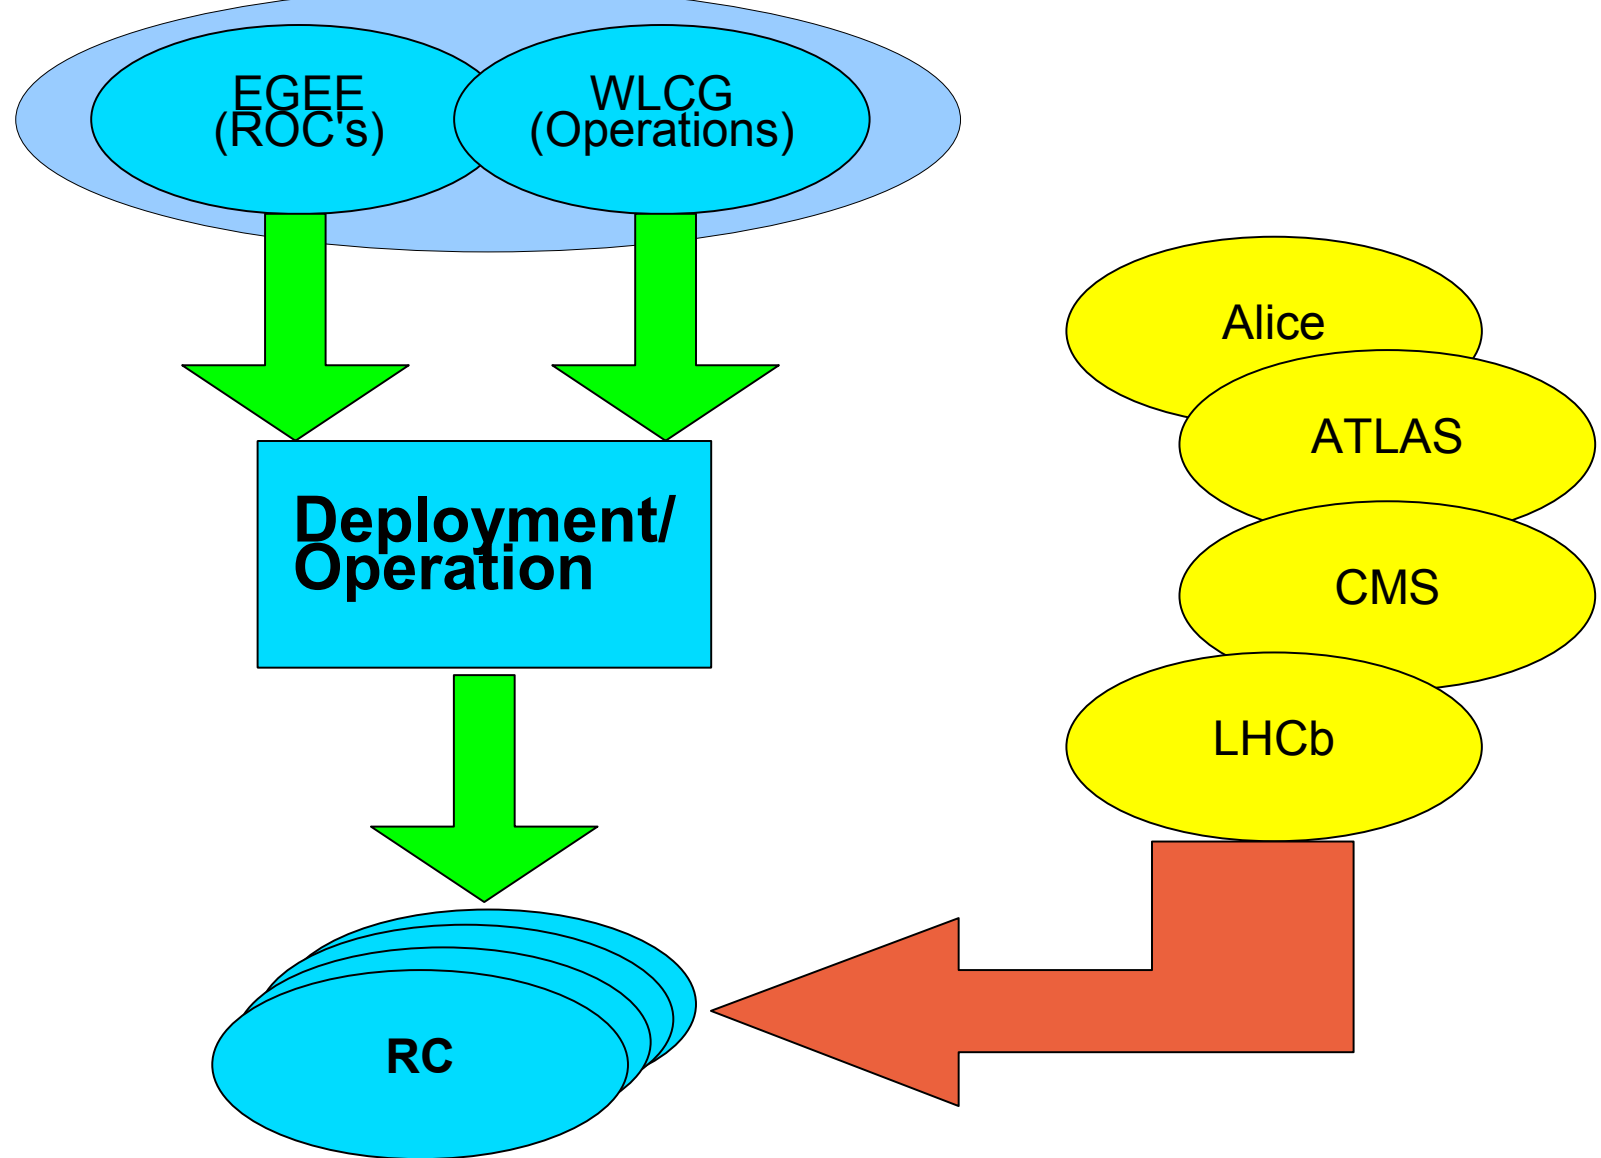 EGEE
(ROC's)
WLCG
(Operations)
Alice
ATLAS
Deployment/
Operation
CMS
LHCb
RC